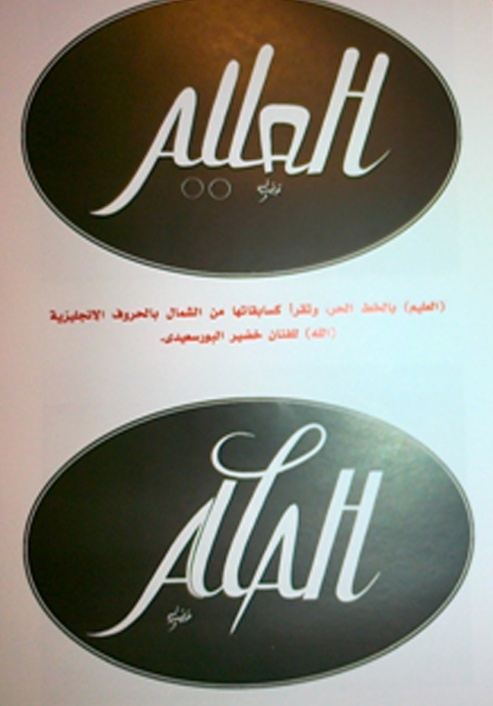 ALLAH
(العليم) بالخط الحر، وتقرأ كسابقاتها من الشمال بالحروف الانجليزية
(الله) للفنان خضير البورسعيدى.
ALLAH